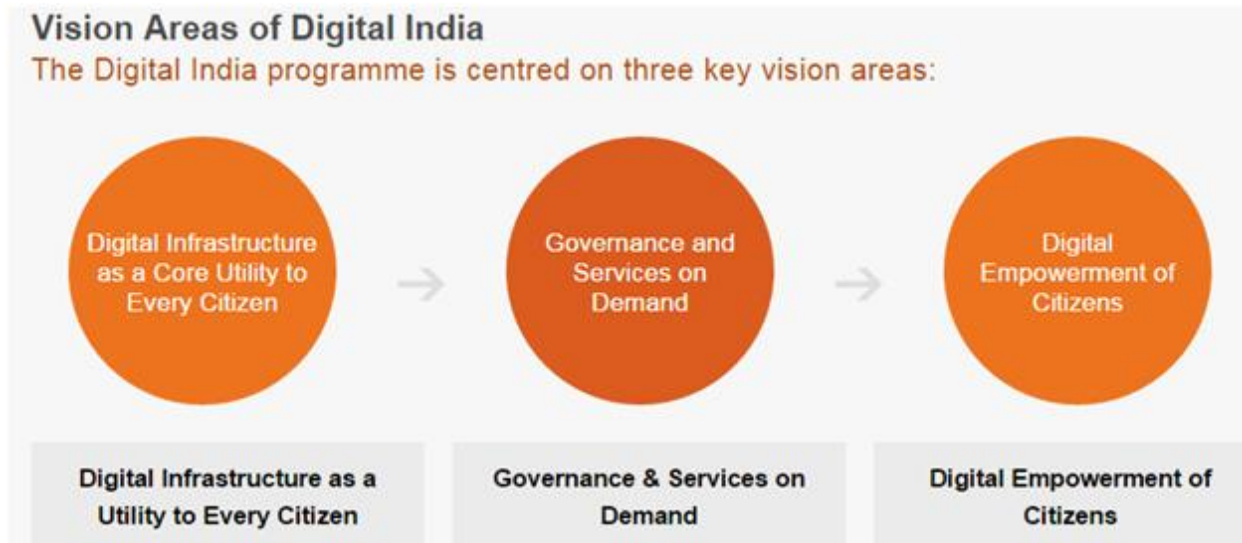 Vision Areas of Digital India
The Digital India programme is centred on three key vision areas:
Digital Infrastructure
as a Core Utility to
Every Citizen
Governance and
Services on
Demand
Digital
Empowerment of
Citizens
Digital Infrastructure as a
Utility to Every Citizen
Governance & Services on
Demand
Digital Empowerment of
Citizens